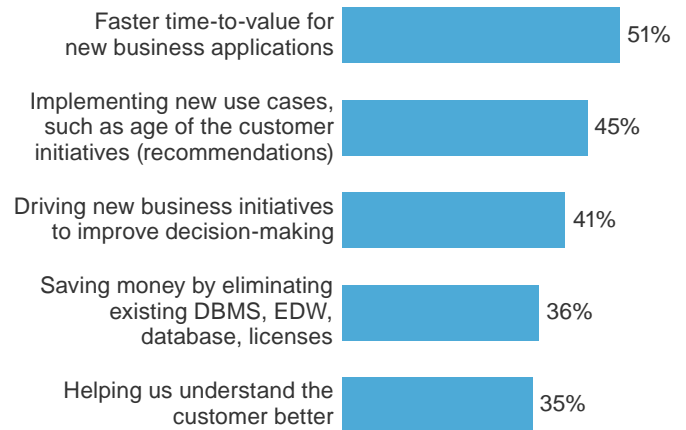 Faster time-to-value for
new business applications
51%
Implementing new use cases,
such as age of the customer
initiatives (recommendations)
45%
Driving new business initiatives
to improve decision-making
41%
Saving money by eliminating
existing DBMS, EDW,
database, licenses
36%
Helping us understand the
customer better
35%